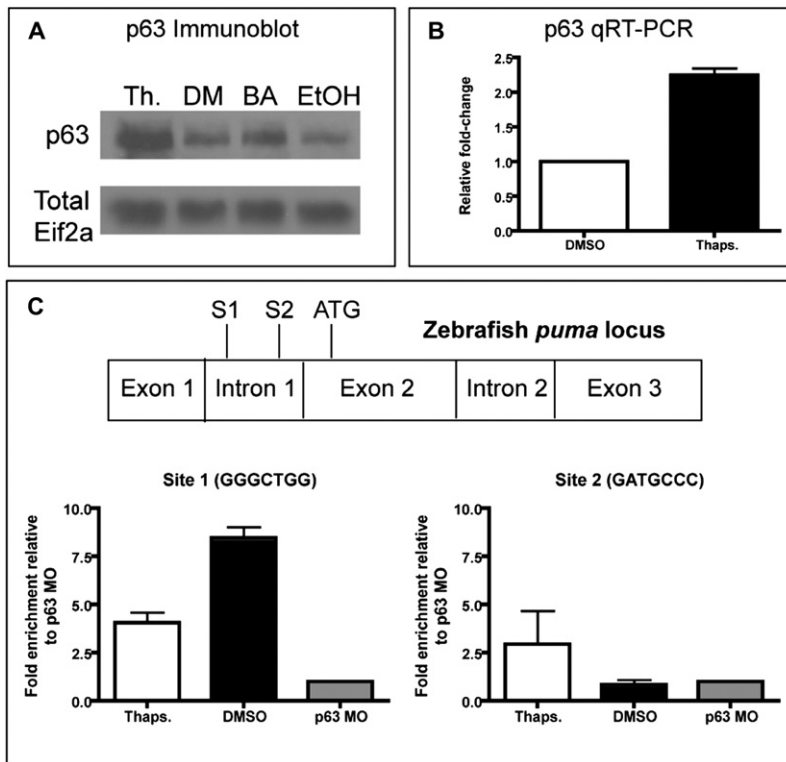 A
p63 Immunoblot
Th. DM BA EtOH
p63
Total
Eif2a
B
p63 qRT-PCR
Relative fold-change
2.5
2.0
1.5
1.0
0.5
0.0
DMSO Thaps.
C
S1 S2 ATG
Zebrafish puma locus
Exon 1 Intron 1 Exon 2 Intron 2 Exon 3
Site 1 (GGGCTGG)
Fold enrichment relative
to p63 MO
10.0
7.5
5.0
2.5
0.0
Thaps. DMSO p63 MO
Site 2 (GATGCCC)
Fold enrichment relative
to p63 MO
10.0
7.5
5.0
2.5
0.0
Thaps. DMSO p63 MO